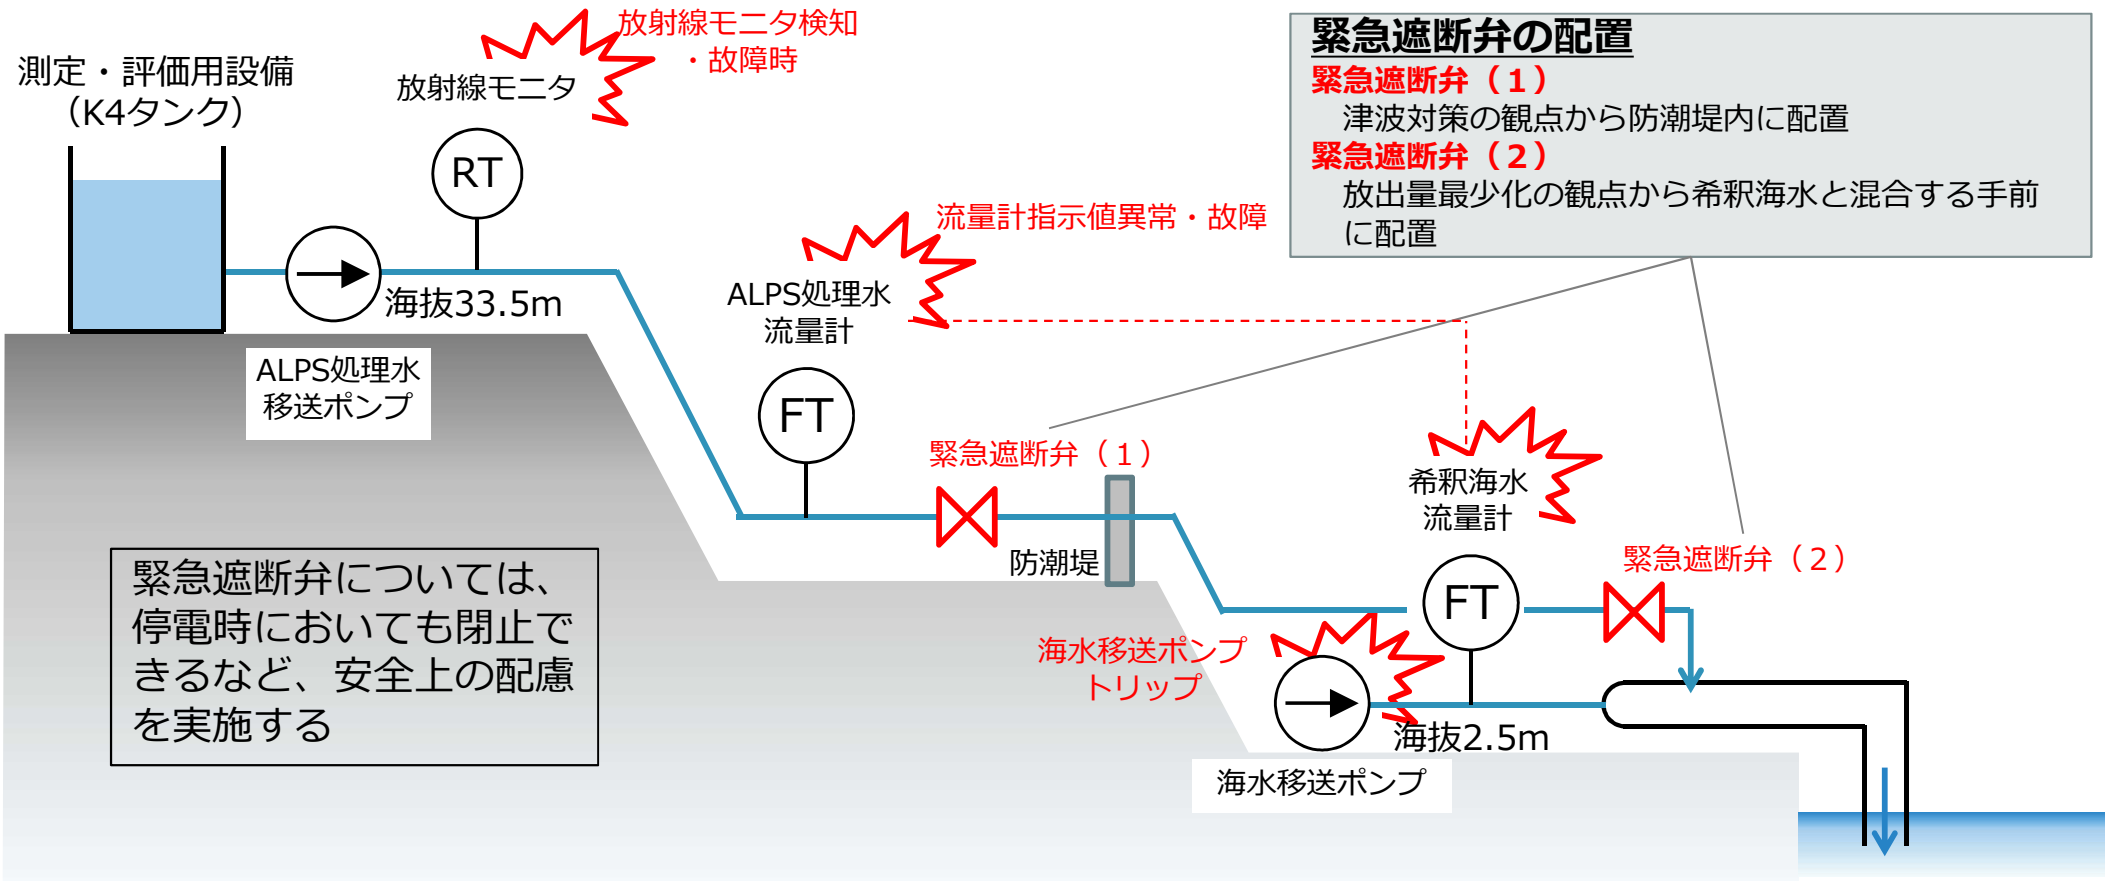 放射線モニタ検知
・故障時
測定・評価用設備
（K4タンク）
放射線モニタ
RT
海抜33.5m
ALPS処理水
移送ポンプ
緊急遮断弁の配置
緊急遮断弁（１）
津波対策の観点から防潮堤内に配置
緊急遮断弁（２）
放出量最少化の観点から希釈海水と混合する手前
に配置
流量計指示値異常・故障
ALPS処理水
流量計
FT
緊急遮断弁（１）
防潮堤
希釈海水
流量計
FT
緊急遮断弁（２）
海水移送ポンプ
トリップ
海抜2.5m
海水移送ポンプ
緊急遮断弁については、
停電時においても閉止で
きるなど、安全上の配慮
を実施する